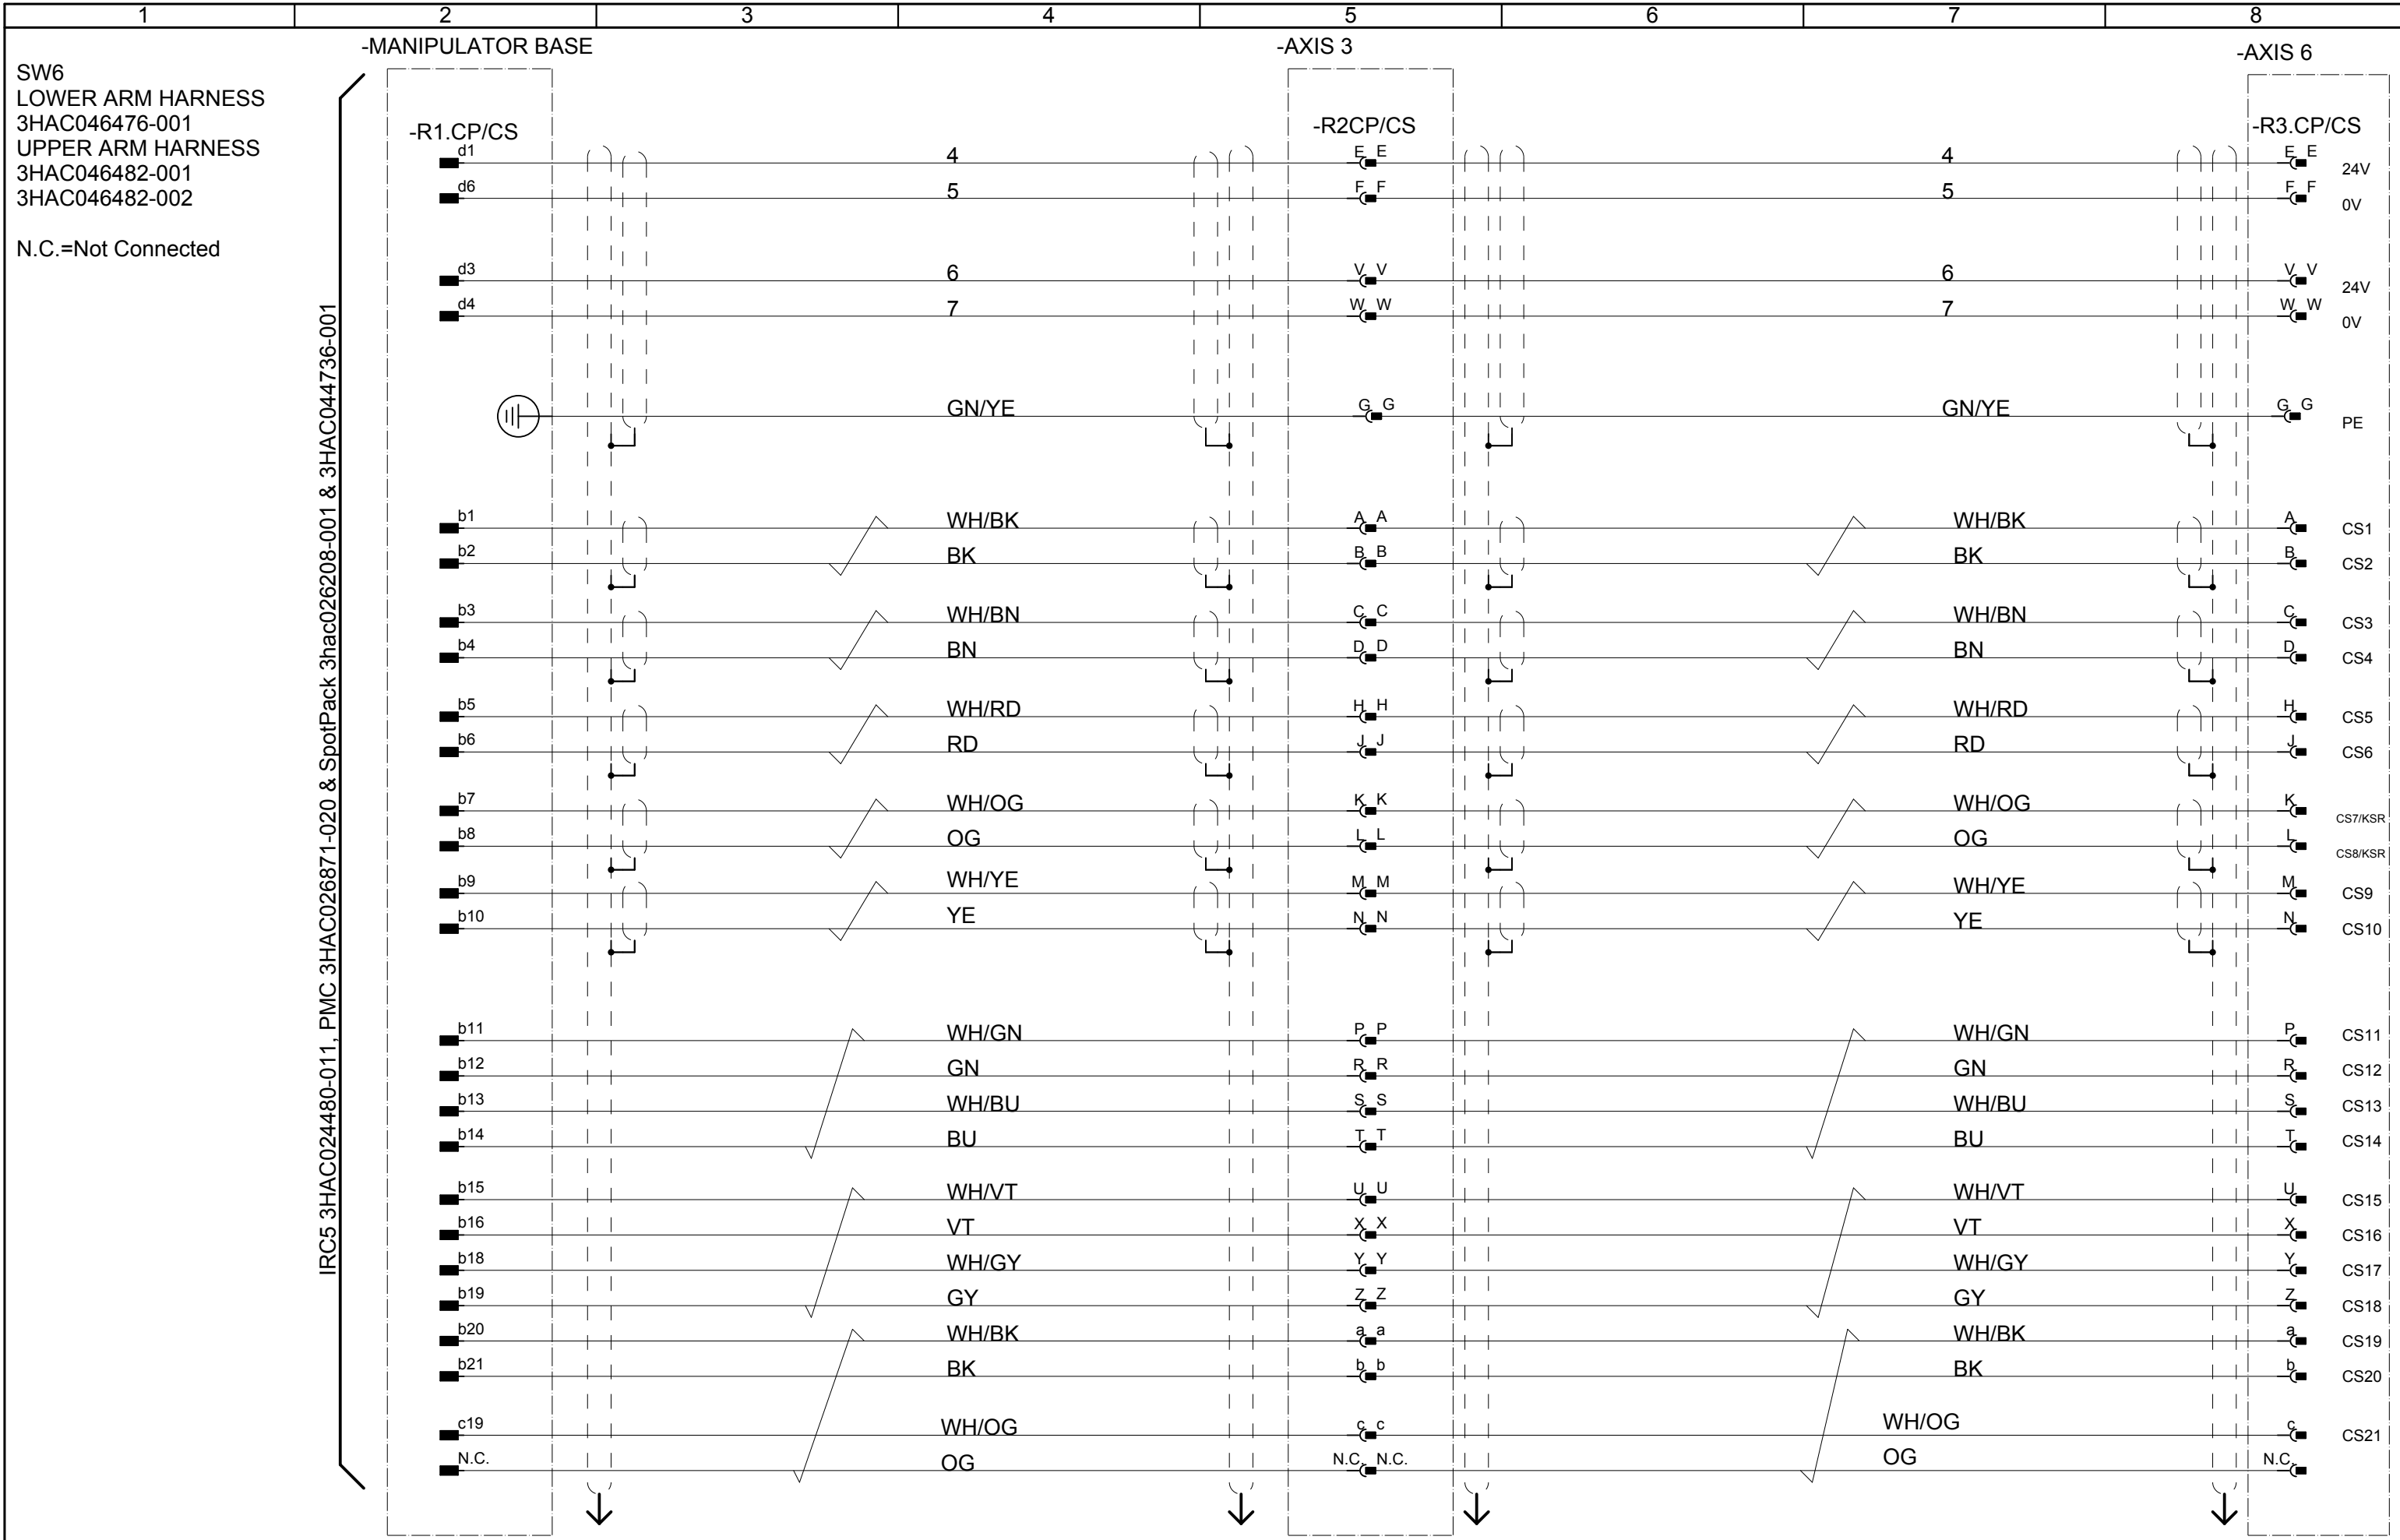 1 2 3 4 5 6 7 8
-MANIPULATOR BASE -AXIS 3 -AXIS 6
SW6
LOWER ARM HARNESS
3HAC046476-001
UPPER ARM HARNESS
3HAC046482-001
3HAC046482-002
N.C.=Not Connected
IRC5 3HAC024480-011, PMC 3HAC026871-020 & SpotPack 3hac026208-001 & 3HAC044736-001
-R1.CP/CS -R2CP/CS -R3.CP/CS
d1 4 E E 4 E E 24V
d6 5 F F 5 F F 0V
d3 6 V V 6 V V 24V
d4 7 W W 7 W W 0V
GN/YE G G GN/YE G G PE
b1 WH/BK A A WH/BK A CS1
b2 BK B B BK B CS2
b3 WH/BN C C WH/BN C CS3
b4 BN D D BN D CS4
b5 WH/RD H H WH/RD H CS5
b6 RD J J RD J CS6
b7 WH/OG K K WH/OG K CS7/KSR
b8 OG L L OG L CS8/KSR
b9 WH/YE M M WH/YE M CS9
b10 YE N N YE N CS10
b11 WH/GN P P WH/GN P CS11
b12 GN R R GN R CS12
b13 WH/BU S S WH/BU S CS13
b14 BU T T BU T CS14
b15 WH/VT U U WH/VT U CS15
b16 VT X X VT X CS16
b18 WH/GY Y Y WH/GY Y CS17
b19 GY Z Z GY Z CS18
b20 WH/BK a a WH/BK a CS19
b21 BK b b BK b CS20
c19 WH/OG c c WH/OG c CS21
N.C. OG N.C. N.C. OG N.C.